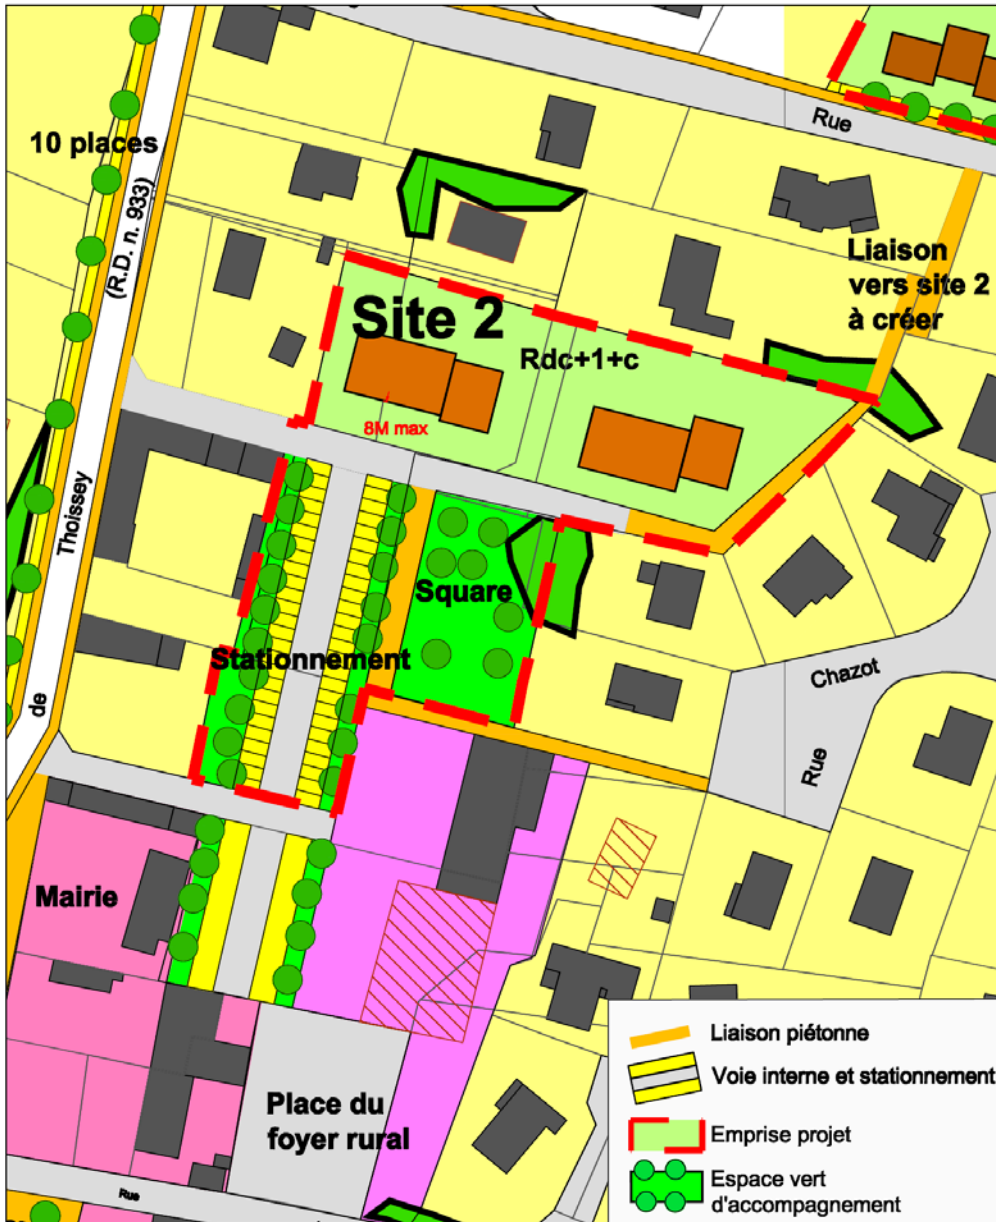 Rue
10 places
(R.D. n. 933)
Liaison
vers site 2
à créer
Site 2
Rdc+1+c
8M max
Thoissey
Square
Stationnement
Chazot
de
Rue
Mairie
Place du
foyer rural
Rue
Liaison piétonne
Voie interne et stationnement
Emprise projet
Espace vert
d'accompagnement